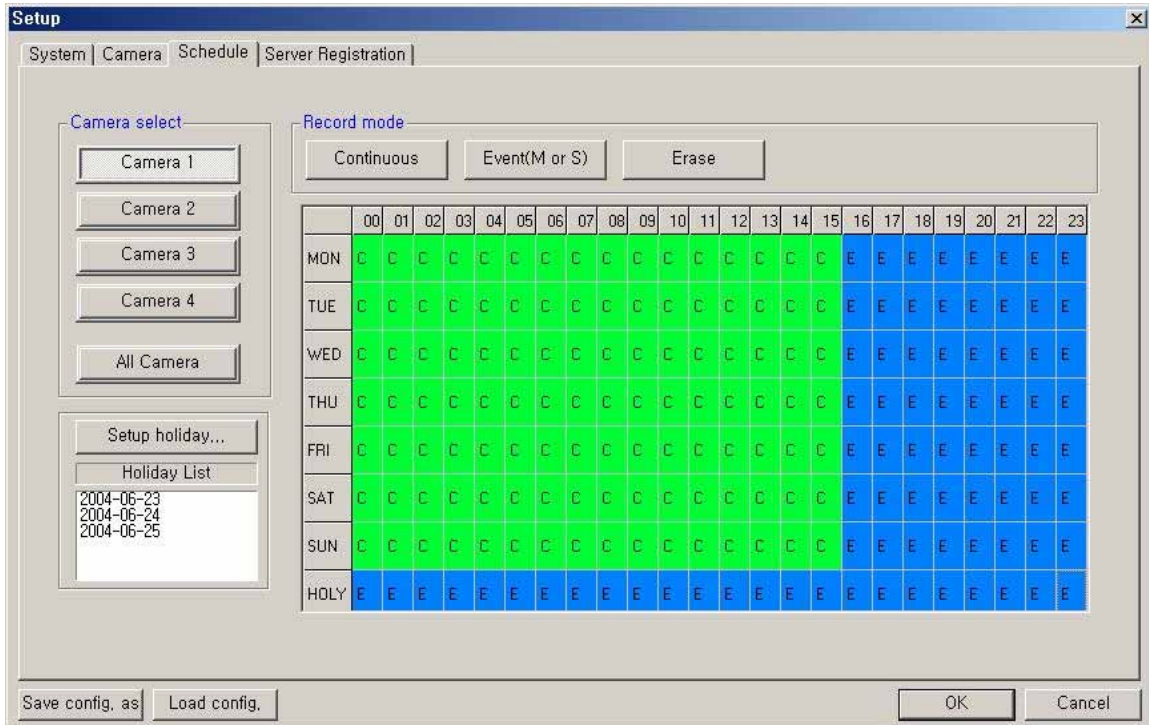 Setup
System Camera Schedule Server Registration
Camera select
Camera 1
Camera 2
Camera 3
Camera 4
All Camera
Setup holiday...
Holiday List
2004-06-23
2004-06-24
2004-06-25
Record mode
Continuous Event(M or S) Erase
00 01 02 03 04 05 06 07 08 09 10 11 12 13 14 15 16 17 18 19 20 21 22 23
MON C C C C C C C C C C C C C C C C E E E E E E E E
TUE C C C C C C C C C C C C C C C C E E E E E E E E
WED C C C C C C C C C C C C C C C C E E E E E E E E
THU C C C C C C C C C C C C C C C C E E E E E E E E
FRI C C C C C C C C C C C C C C C C E E E E E E E E
SAT C C C C C C C C C C C C C C C C E E E E E E E E
SUN C C C C C C C C C C C C C C C C E E E E E E E E
HOLY E E E E E E E E E E E E E E E E E E E E E E E E
Save config, as Load config, OK Cancel